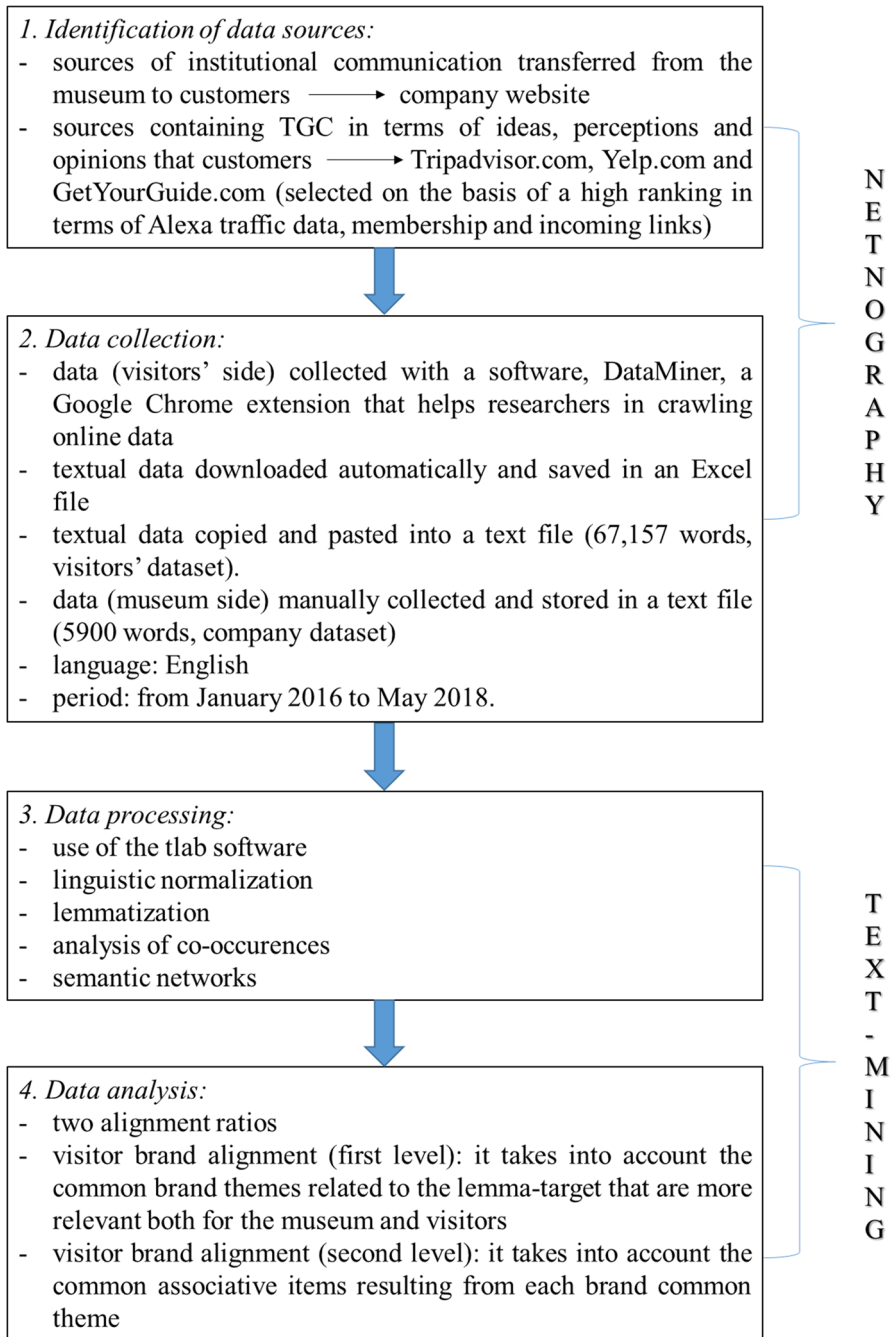 1. Identification of data sources:
- sources of institutional communication transferred from the
museum to customers ⟶ company website
- sources containing TGC in terms of ideas, perceptions and
opinions that customers ⟶ Tripadvisor.com, Yelp.com and
GetYourGuide.com (selected on the basis of a high ranking in
terms of Alexa traffic data, membership and incoming links)
2. Data collection:
- data (visitors’ side) collected with a software, DataMiner, a
Google Chrome extension that helps researchers in crawling
online data
- textual data downloaded automatically and saved in an Excel
file
- textual data copied and pasted into a text file (67,157 words,
visitors’ dataset).
- data (museum side) manually collected and stored in a text file
(5900 words, company dataset)
- language: English
- period: from January 2016 to May 2018.
NETNOGRAPHY
3. Data processing:
- use of the tlab software
- linguistic normalization
- lemmatization
- analysis of co-occurences
- semantic networks
4. Data analysis:
- two alignment ratios
- visitor brand alignment (first level): it takes into account the
common brand themes related to the lemma-target that are more
relevant both for the museum and visitors
- visitor brand alignment (second level): it takes into account the
common associative items resulting from each brand common
theme
TEXT-MINING